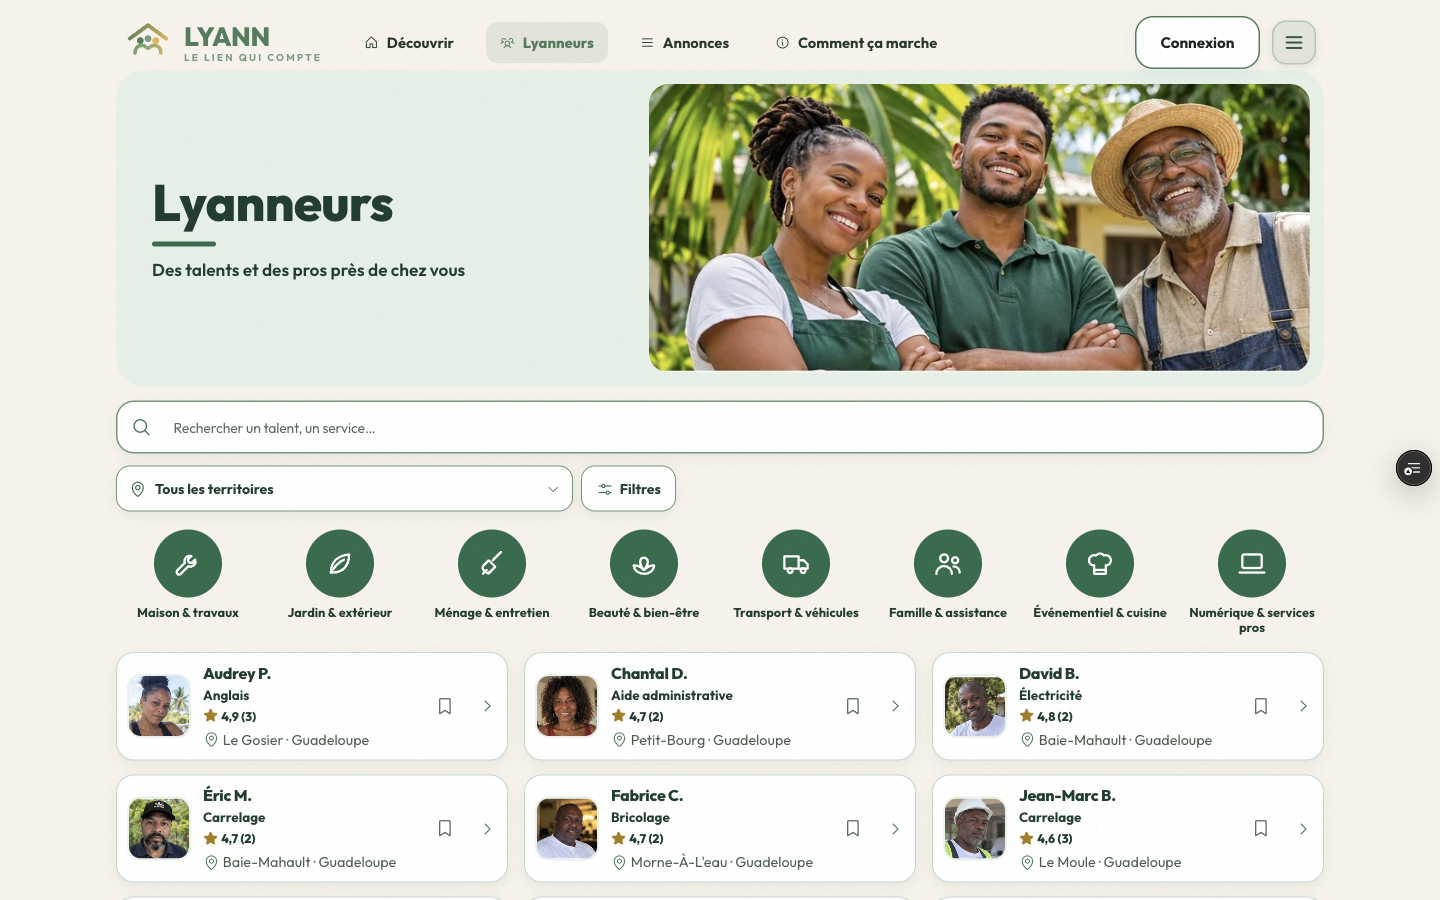 LYANN
LE LIEN QUI COMPTE
Découvrir
Lyanneurs
Annonces
Comment ça marche
Connexion
Lyanneurs
Des talents et des pros près de chez vous
Rechercher un talent, un service…
Tous les territoires
Filtres
Maison & travaux
Jardin & extérieur
Ménage & entretien
Beauté & bien-être
Transport & véhicules
Famille & assistance
Événementiel & cuisine
Numérique & services
pros
Audrey P.
Anglais
4,9 (3)
Le Gosier · Guadeloupe
Chantal D.
Aide administrative
4,7 (2)
Petit-Bourg · Guadeloupe
David B.
Électricité
4,8 (2)
Baie-Mahault · Guadeloupe
Éric M.
Carrelage
4,7 (2)
Baie-Mahault · Guadeloupe
Fabrice C.
Bricolage
4,7 (2)
Morne-À-L'eau · Guadeloupe
Jean-Marc B.
Carrelage
4,6 (3)
Le Moule · Guadeloupe